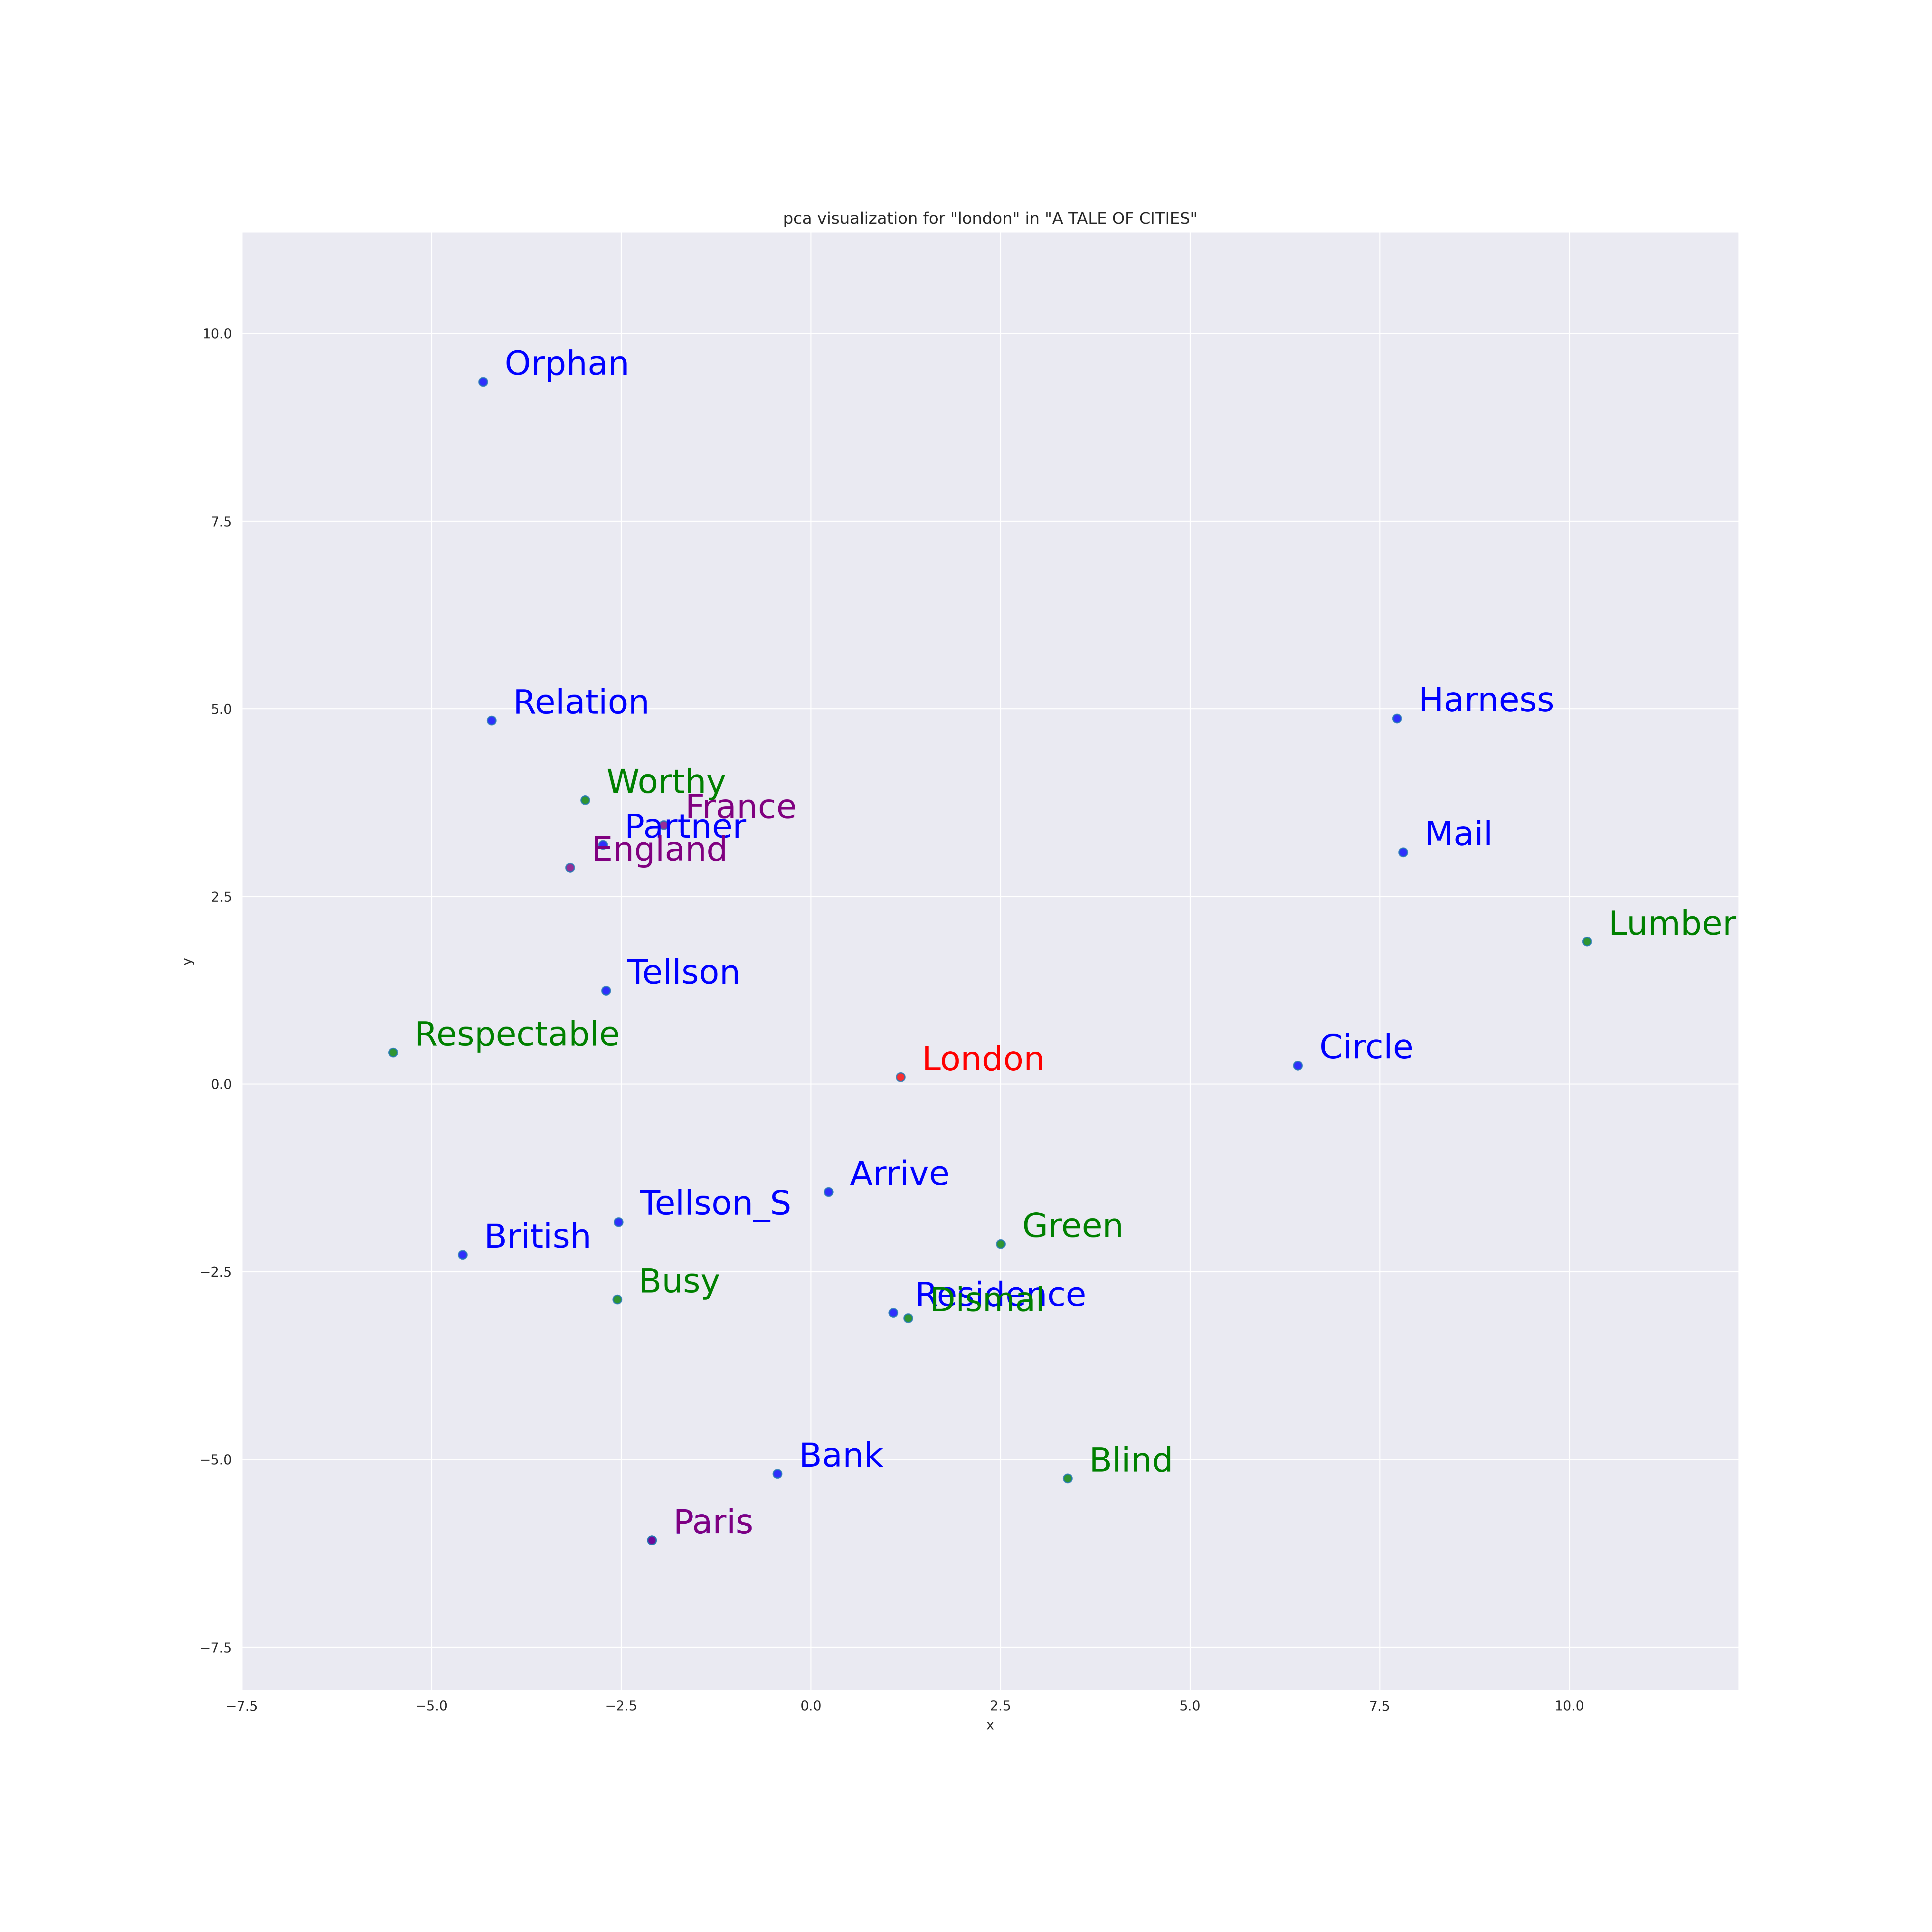 pca visualization for "london" in "A TALE OF CITIES"
10.0
7.5
5.0
2.5
0.0
−2.5
−5.0
−7.5
y
Orphan
Relation
Harness
Worthy
France
Partner
England
Mail
Lumber
Tellson
Respectable
London
Circle
Arrive
Tellson_S
British
Green
Busy
Residence
Dismal
Bank
Blind
Paris
−7.5 −5.0 −2.5 0.0 2.5 5.0 7.5 10.0
x